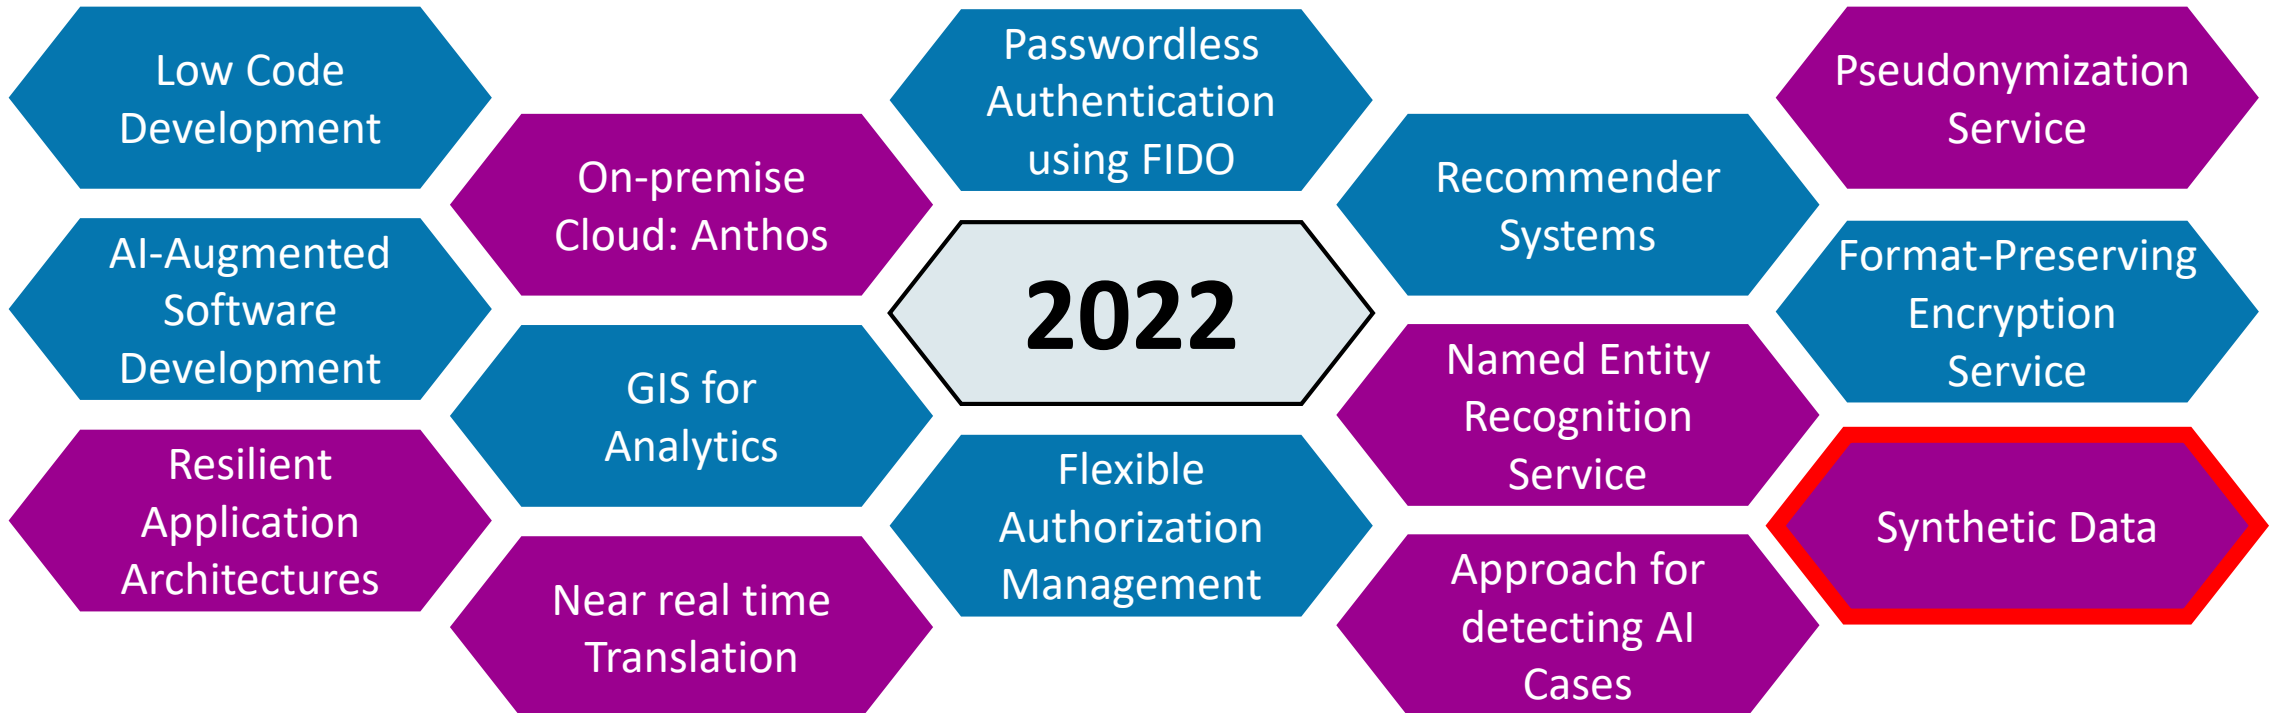 Low Code
Development
AI-Augmented
Software
Development
Resilient
Application
Architectures
On-premise
Cloud: Anthos
GIS for
Analytics
Near real time
Translation
Passwordless
Authentication
using FIDO
2022
Flexible
Authorization
Management
Recommender
Systems
Named Entity
Recognition
Service
Approach for
detecting AI
Cases
Pseudonymization
Service
Format-Preserving
Encryption
Service
Synthetic Data